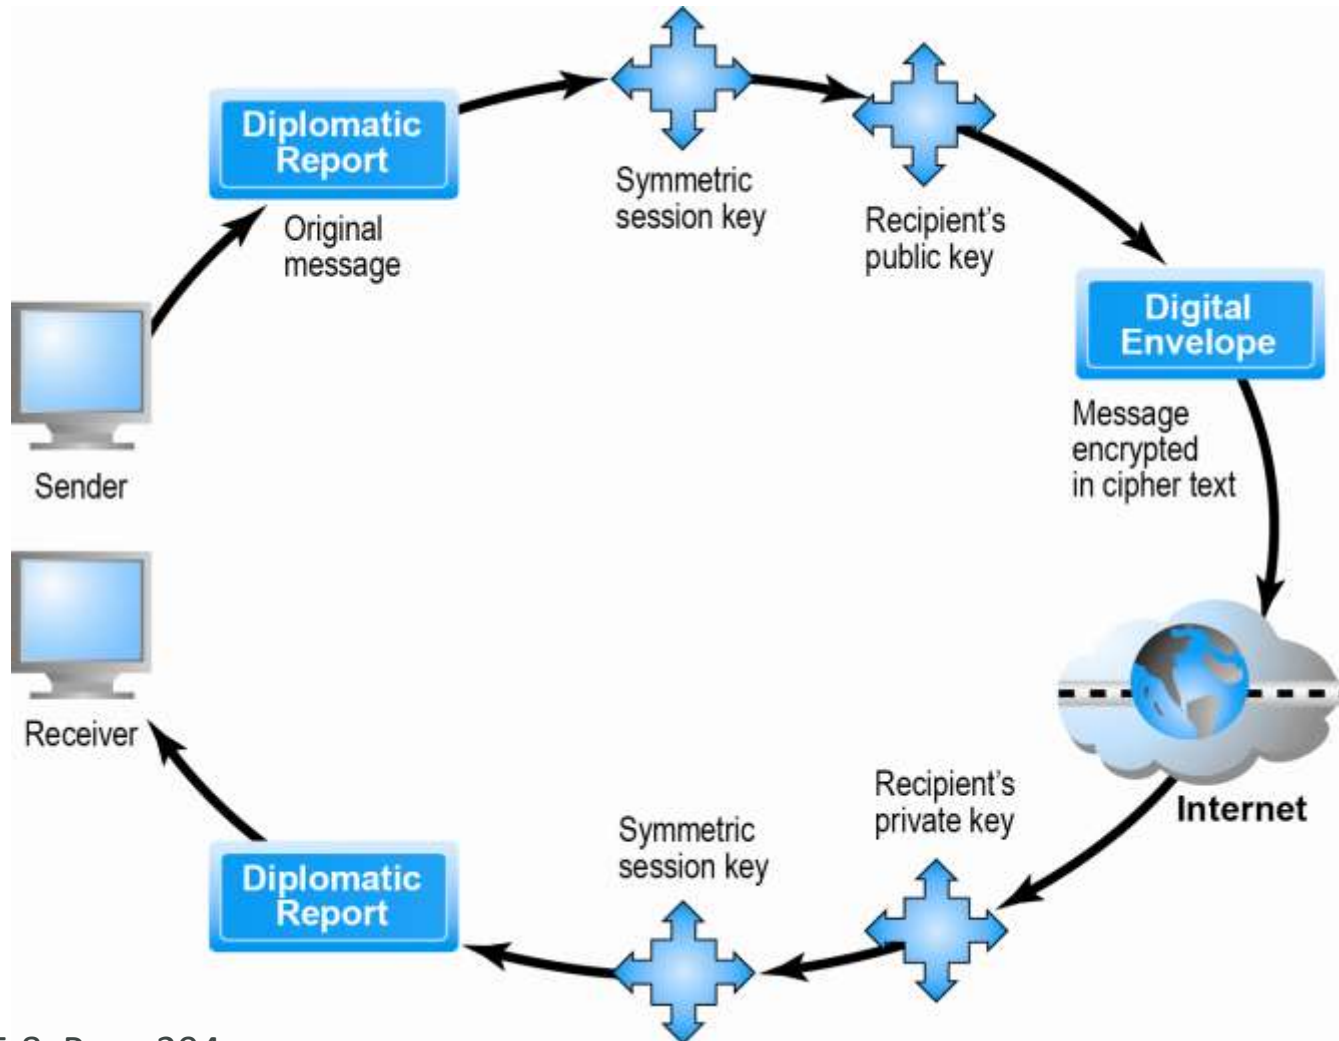 Diplomatic
Report
Original
message
Symmetric
session key
Recipient's
public key
Digital
Envelope
Message
encrypted
in cipher text
Sender
Receiver
Internet
Recipient's
private key
Symmetric
session key
Diplomatic
Report